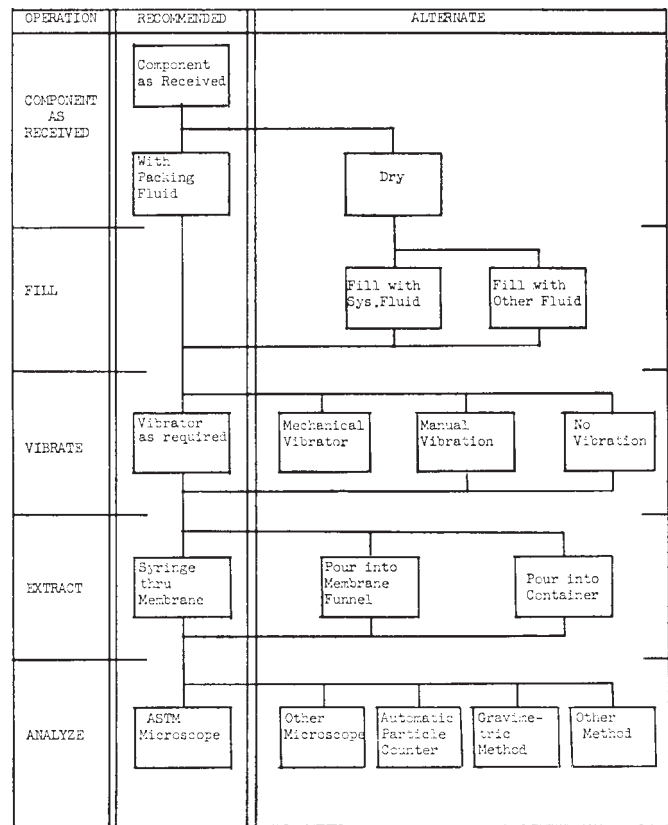 OPERATION RECOMMENDED ALTERNATE
COMPONENT
AS
RECEIVED
Component
as Received
With
Packing
Fluid
Dry
FILL
Fill with
Sys.Fluid
Fill with
Other Fluid
VIBRATE
Vibrator
as required
Mechanical
Vibrator
Manual
Vibration
No
Vibration
EXTRACT
Syringe
thru
Membrane
Pour into
Membrane
Funnel
Pour into
Container
ANALYZE
ASTM
Microscope
Other
Microscope
Automatic
Particle
Counter
Gravime-
tric
Method
Other
Method